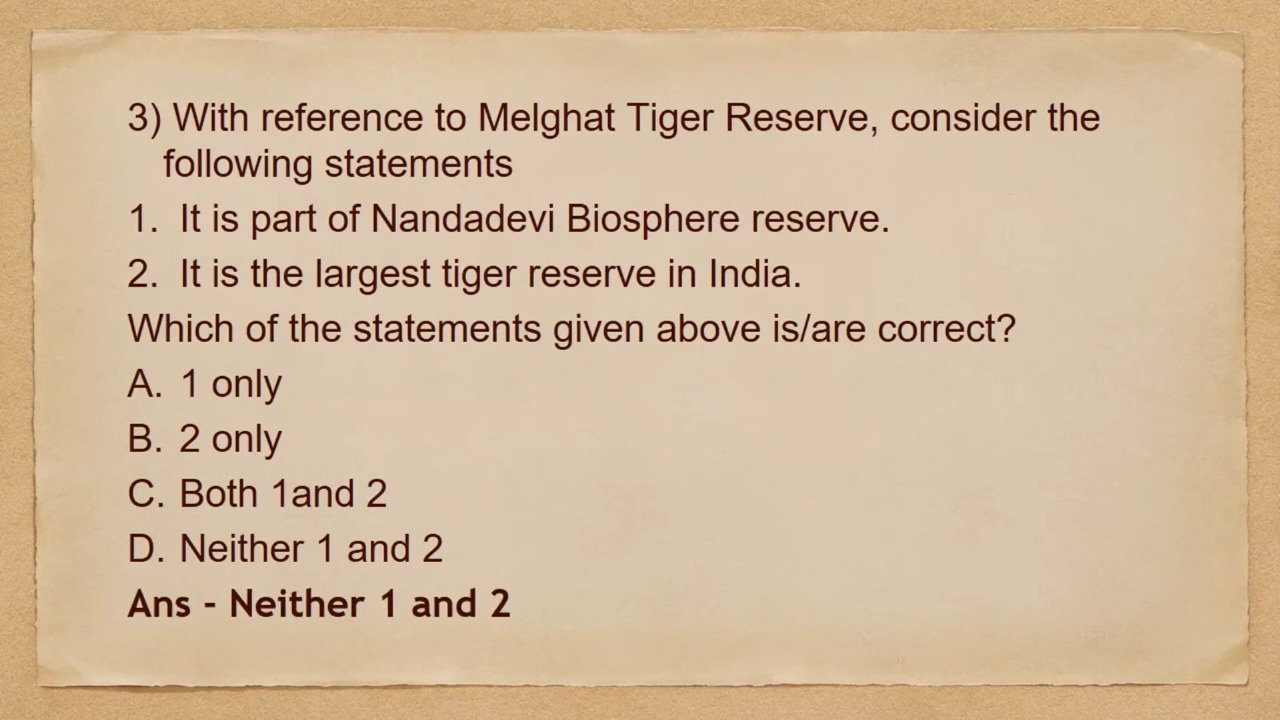 3) With reference to Melghat Tiger Reserve, consider the
following statements
1. It is part of Nandadevi Biosphere reserve.
2. It is the largest tiger reserve in India.
Which of the statements given above is/are correct?
A. 1 only
B. 2 only
C. Both 1and 2
D. Neither 1 and 2
Ans - Neither 1 and 2